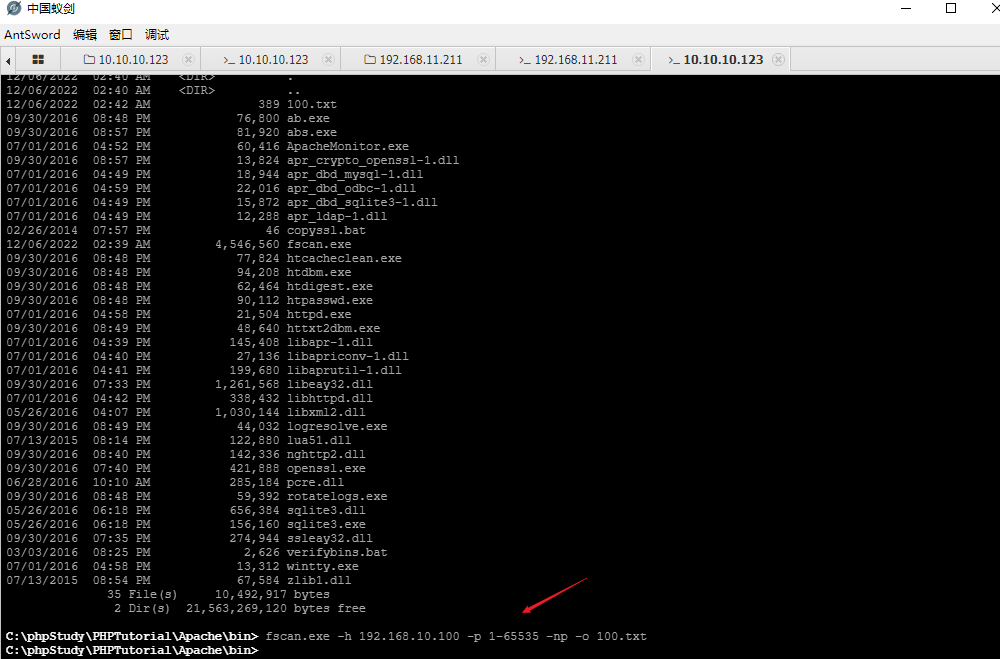 中国蚁剑
AntSword 编辑 窗口 调试
10.10.10.123 >_ 10.10.10.123 192.168.11.211 >_ 192.168.11.211 >_ 10.10.10.123
12/06/2022 02:40 AM <DIR> .
12/06/2022 02:40 AM <DIR> ..
12/06/2022 02:42 AM 389 100.txt
09/30/2016 08:48 PM 76,800 ab.exe
09/30/2016 08:57 PM 81,920 abs.exe
07/01/2016 04:52 PM 60,416 ApacheMonitor.exe
09/30/2016 08:57 PM 13,824 apr_crypto_openssl-1.dll
07/01/2016 04:49 PM 18,944 apr_dbd_mysql-1.dll
07/01/2016 04:59 PM 22,016 apr_dbd_odbc-1.dll
07/01/2016 04:49 PM 15,872 apr_dbd_sqlite3-1.dll
07/01/2016 04:49 PM 12,288 apr_ldap-1.dll
02/26/2014 07:57 PM 46 copyssl.bat
12/06/2022 02:39 AM 4,546,560 fscan.exe
09/30/2016 08:48 PM 77,824 htcacheclean.exe
09/30/2016 08:48 PM 94,208 htdbm.exe
09/30/2016 08:48 PM 62,464 htdigest.exe
09/30/2016 08:48 PM 90,112 htpasswd.exe
07/01/2016 04:58 PM 21,504 httpd.exe
09/30/2016 08:49 PM 48,640 httxt2dbm.exe
07/01/2016 04:39 PM 145,408 libapr-1.dll
07/01/2016 04:40 PM 27,136 libapriconv-1.dll
07/01/2016 04:41 PM 199,680 libaprutil-1.dll
09/30/2016 07:33 PM 1,261,568 libeay32.dll
07/01/2016 04:42 PM 338,432 libhttpd.dll
05/26/2016 04:07 PM 1,030,144 libxml2.dll
09/30/2016 08:49 PM 44,032 logresolve.exe
07/13/2015 08:14 PM 122,880 lua51.dll
09/30/2016 08:40 PM 142,336 nghttp2.dll
09/30/2016 07:40 PM 421,888 openssl.exe
06/28/2016 10:10 AM 285,184 pcre.dll
09/30/2016 08:48 PM 59,392 rotatelogs.exe
05/26/2016 06:18 PM 656,384 sqlite3.dll
05/26/2016 06:18 PM 156,160 sqlite3.exe
09/30/2016 07:35 PM 274,944 ssleay32.dll
03/03/2016 08:25 PM 2,626 verifybins.bat
07/01/2016 04:58 PM 13,312 wintty.exe
07/13/2015 08:54 PM 67,584 zlib1.dll
35 File(s) 10,492,917 bytes
2 Dir(s) 21,563,269,120 bytes free
C:\phpStudy\PHPTutorial\Apache\bin> fscan.exe -h 192.168.10.100 -p 1-65535 -np -o 100.txt
C:\phpStudy\PHPTutorial\Apache\bin>